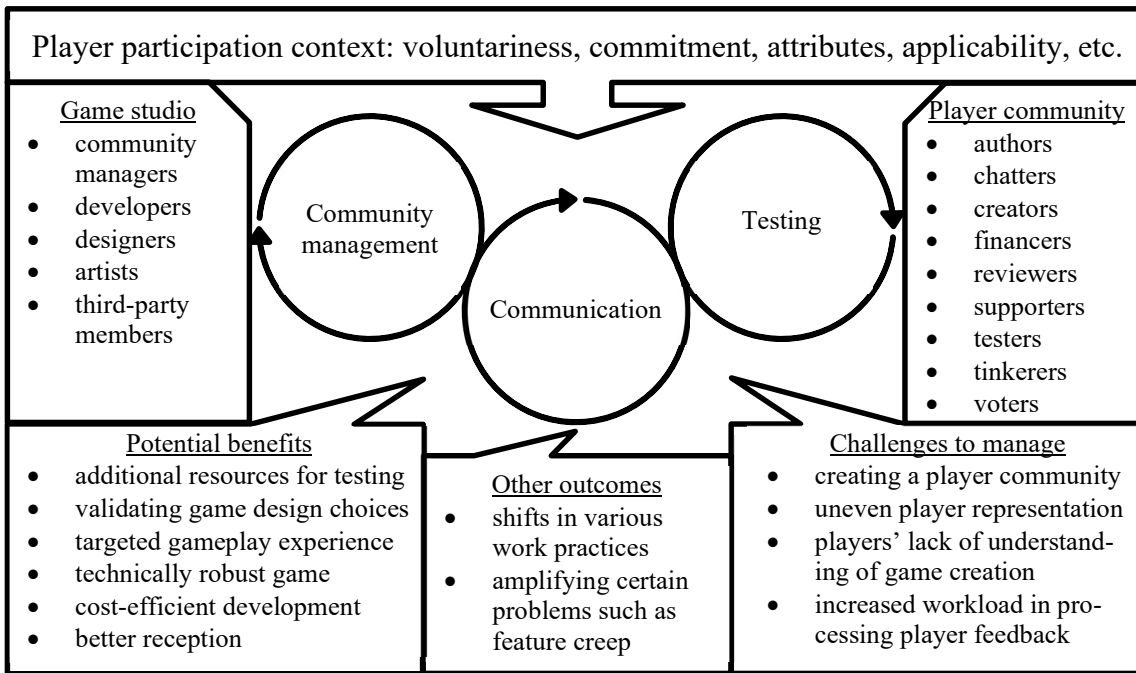 Player participation context: voluntariness, commitment, attributes, applicability, etc.
Game studio
• community
managers
• developers
• designers
• artists
• third-party
members
Community
management
Communication
Testing
Player community
• authors
• chatters
• creators
• financers
• reviewers
• supporters
• testers
• tinkerers
• voters
Potential benefits
• additional resources for testing
• validating game design choices
• targeted gameplay experience
• technically robust game
• cost-efficient development
• better reception
Other outcomes
• shifts in various
work practices
• amplifying certain
problems such as
feature creep
Challenges to manage
• creating a player community
• uneven player representation
• players’ lack of understand-
ing of game creation
• increased workload in pro-
cessing player feedback